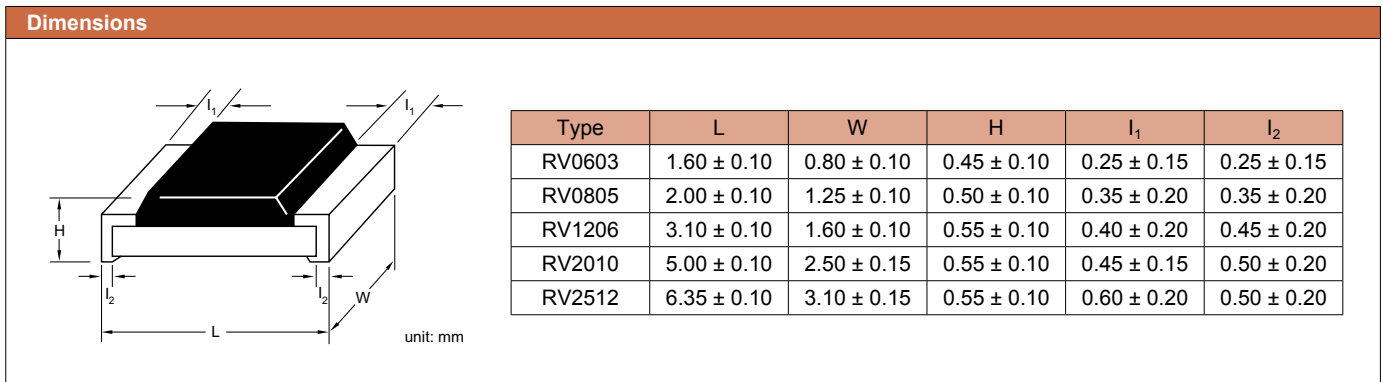 Dimensions
l₁ l₁
H
l₂ l₂ W
L
unit: mm
Type L W H l₁ l₂
RV0603 1.60 ± 0.10 0.80 ± 0.10 0.45 ± 0.10 0.25 ± 0.15 0.25 ± 0.15
RV0805 2.00 ± 0.10 1.25 ± 0.10 0.50 ± 0.10 0.35 ± 0.20 0.35 ± 0.20
RV1206 3.10 ± 0.10 1.60 ± 0.10 0.55 ± 0.10 0.40 ± 0.20 0.45 ± 0.20
RV2010 5.00 ± 0.10 2.50 ± 0.15 0.55 ± 0.10 0.45 ± 0.15 0.50 ± 0.20
RV2512 6.35 ± 0.10 3.10 ± 0.15 0.55 ± 0.10 0.60 ± 0.20 0.50 ± 0.20